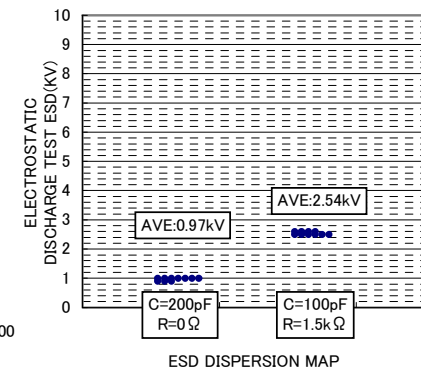 ELECTROSTATIC
DISCHARGE TEST ESD(KV)
10
9
8
7
6
5
4
3
2
1
0
AVE:2.54kV
AVE:0.97kV
C=200pF
R=0Ω
C=100pF
R=1.5kΩ
00
ESD DISPERSION MAP